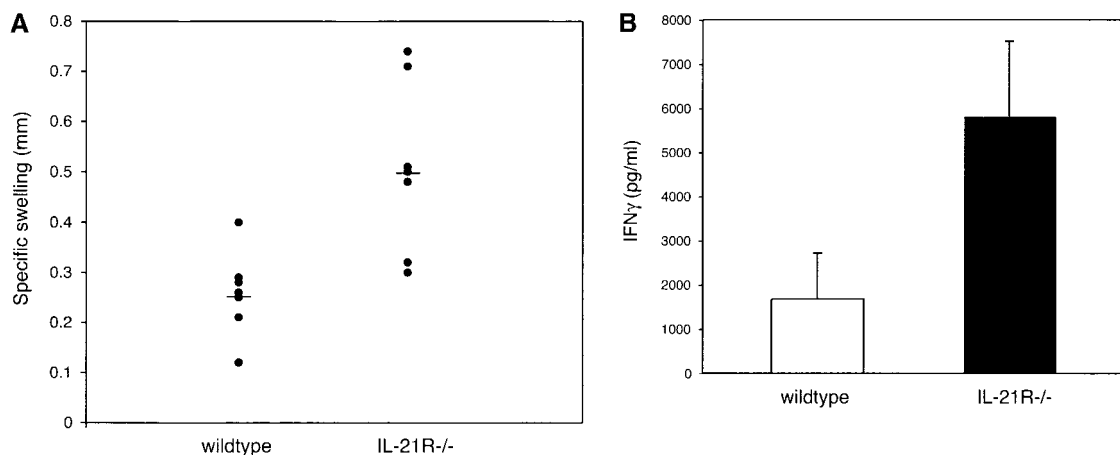 A
Specific swelling (mm)
0.8
0.7
0.6
0.5
0.4
0.3
0.2
0.1
0
wildtype
IL-21R-/-
B
IFNγ (pg/ml)
8000
7000
6000
5000
4000
3000
2000
1000
0
wildtype
IL-21R-/-